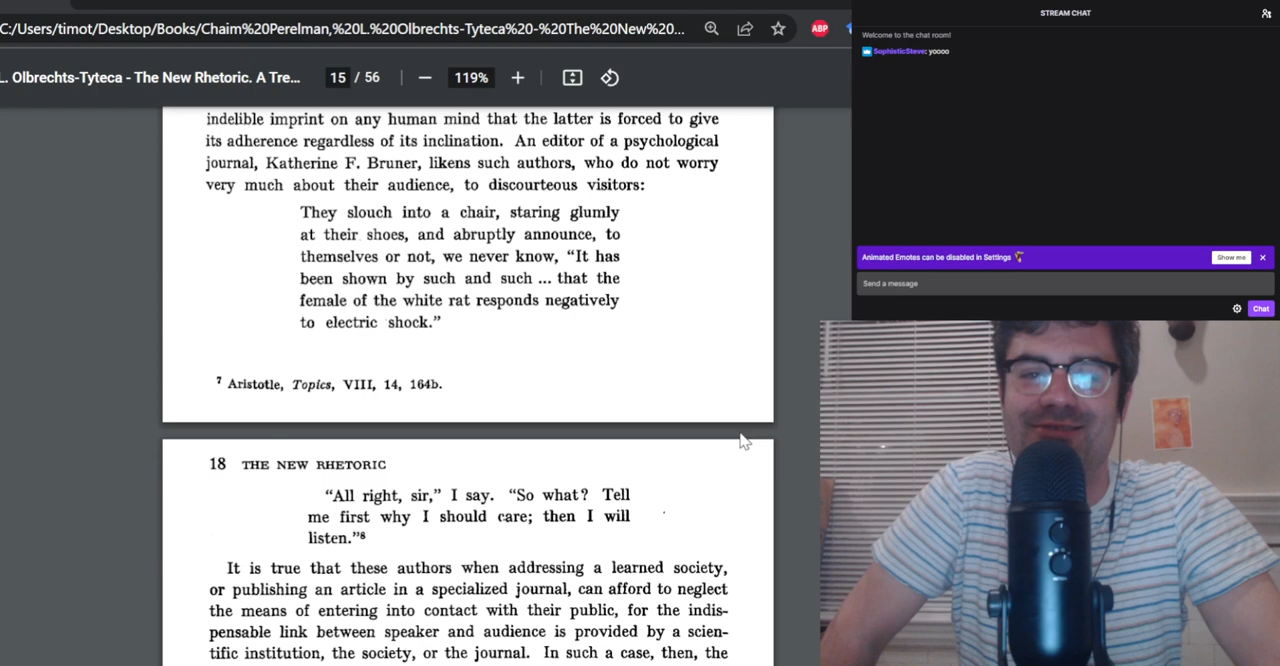 C:/Users/timot/Desktop/Books/Chaim%20Perelman,%20L.%20Olbrechts-Tyteca%20-%20The%20New%20...
ABP
L. Olbrechts-Tyteca - The New Rhetoric. A Tre...
15 / 56
119%
indelible imprint on any human mind that the latter is forced to give
its adherence regardless of its inclination. An editor of a psychological
journal, Katherine F. Bruner, likens such authors, who do not worry
very much about their audience, to discourteous visitors:
They slouch into a chair, staring glumly
at their shoes, and abruptly announce, to
themselves or not, we never know, “It has
been shown by such and such ... that the
female of the white rat responds negatively
to electric shock.”
7 Aristotle, Topics, VIII, 14, 164b.
18 THE NEW RHETORIC
“All right, sir,” I say. “So what? Tell
me first why I should care; then I will
listen.”8
It is true that these authors when addressing a learned society,
or publishing an article in a specialized journal, can afford to neglect
the means of entering into contact with their public, for the indis-
pensable link between speaker and audience is provided by a scien-
tific institution, the society, or the journal. In such a case, then, the
STREAM CHAT
Welcome to the chat room!
SophisticSteve: yoooo
Animated Emotes can be disabled in Settings
Show me
Send a message
Chat